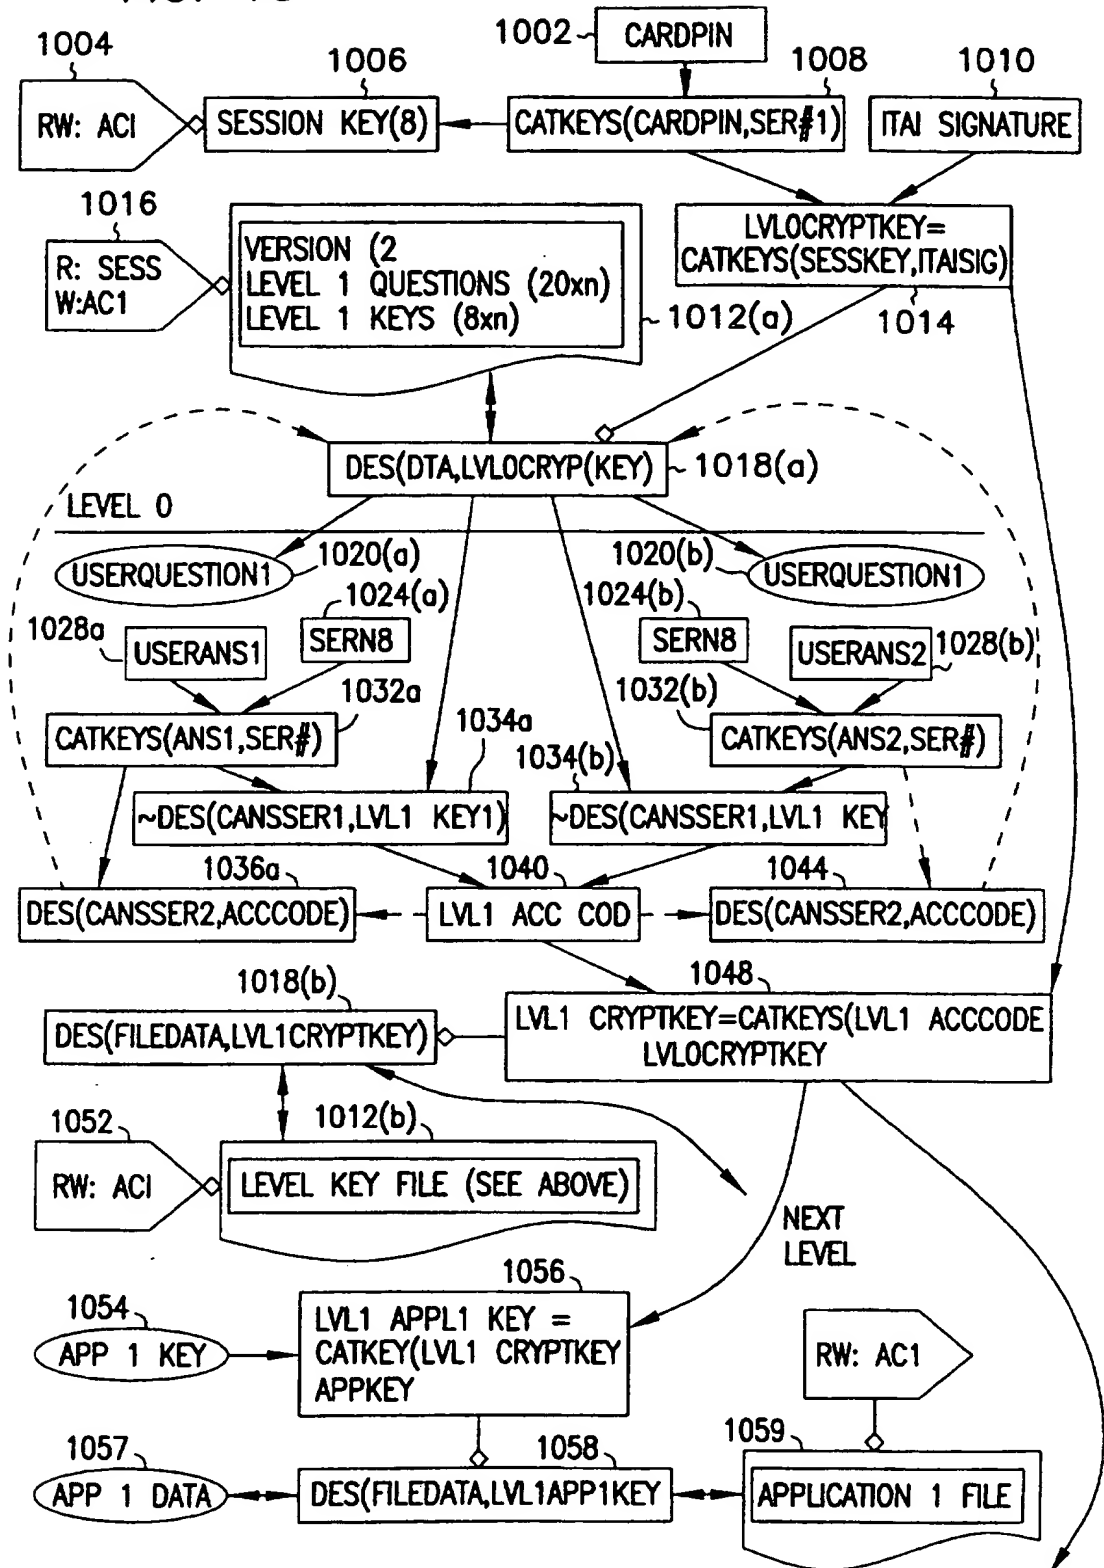 1002
CARDPIN
1004
1006
1008
1010
RW: ACI
SESSION KEY(8)
CATKEYS(CARDPIN,SER#1)
ITAI SIGNATURE
1016
R: SESS
W:AC1
VERSION (2
LEVEL 1 QUESTIONS (20xn)
LEVEL 1 KEYS (8xn)
1012(a)
LVLOCRYPTKEY=
CATKEYS(SESSKEY,ITAISIG)
1014
DES(DTA,LVLOCRYP(KEY)
1018(a)
LEVEL 0
USERQUESTION1
1020(a)
1020(b)
USERQUESTION1
1024(a)
1024(b)
1028a
USERANS1
SERN8
SERN8
USERANS2
1028(b)
1032a
1032(b)
CATKEYS(ANS1,SER#)
1034a
CATKEYS(ANS2,SER#)
1034(b)
~DES(CANSSER1,LVL1 KEY1)
~DES(CANSSER1,LVL1 KEY
1036a
1040
1044
DES(CANSSER2,ACCCODE)
LVL1 ACC COD
DES(CANSSER2,ACCCODE)
1018(b)
1048
DES(FILEDATA,LVL1CRYPTKEY)
LVL1 CRYPTKEY=CATKEYS(LVL1 ACCCODE
LVLOCRYPTKEY
1052
1012(b)
RW: ACI
LEVEL KEY FILE (SEE ABOVE)
NEXT
LEVEL
1054
1056
APP 1 KEY
LVL1 APPL1 KEY =
CATKEY(LVL1 CRYPTKEY
APPKEY
RW: AC1
1057
1058
1059
APP 1 DATA
DES(FILEDATA,LVL1APP1KEY
APPLICATION 1 FILE